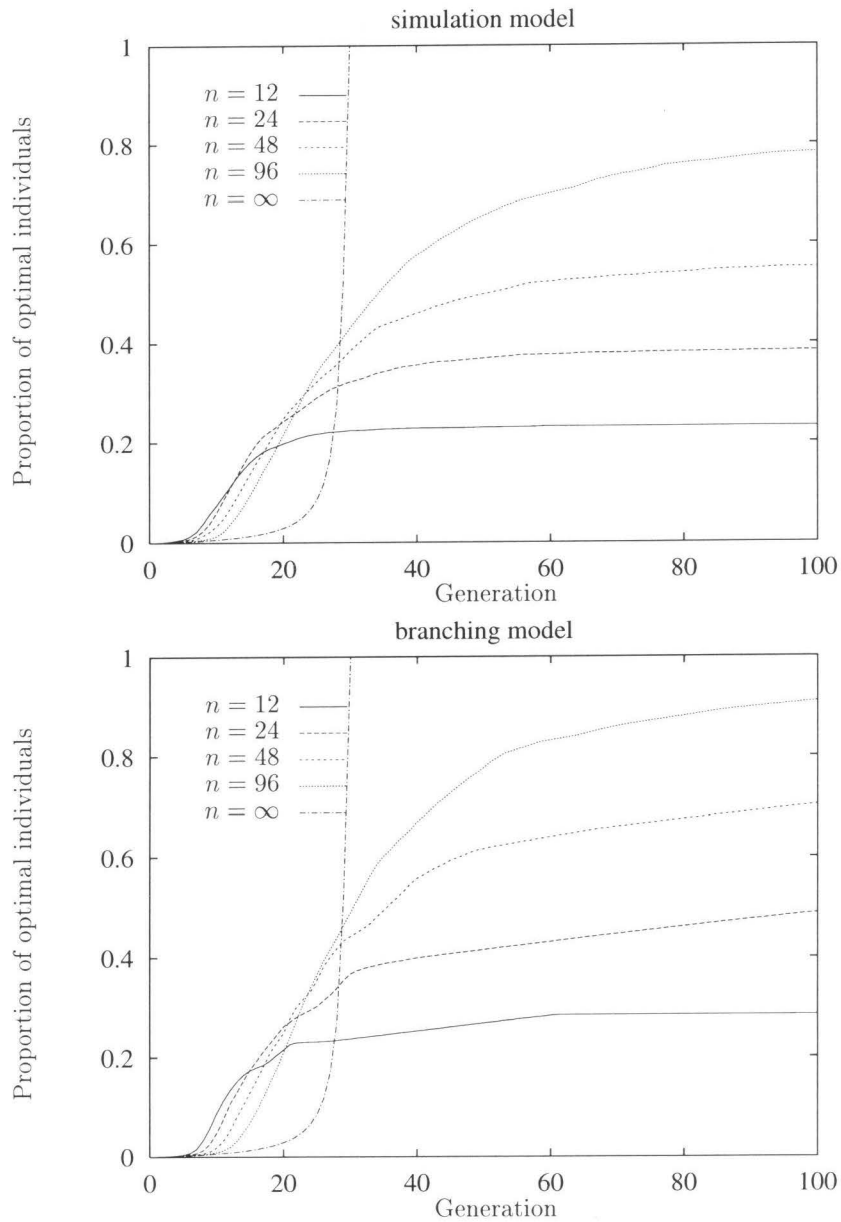 simulation model
Proportion of optimal individuals
1
0.8
0.6
0.4
0.2
0
n = 12
n = 24
n = 48
n = 96
n = ∞
0 20 40 60 80 100
Generation
branching model
Proportion of optimal individuals
1
0.8
0.6
0.4
0.2
0
n = 12
n = 24
n = 48
n = 96
n = ∞
0 20 40 60 80 100
Generation